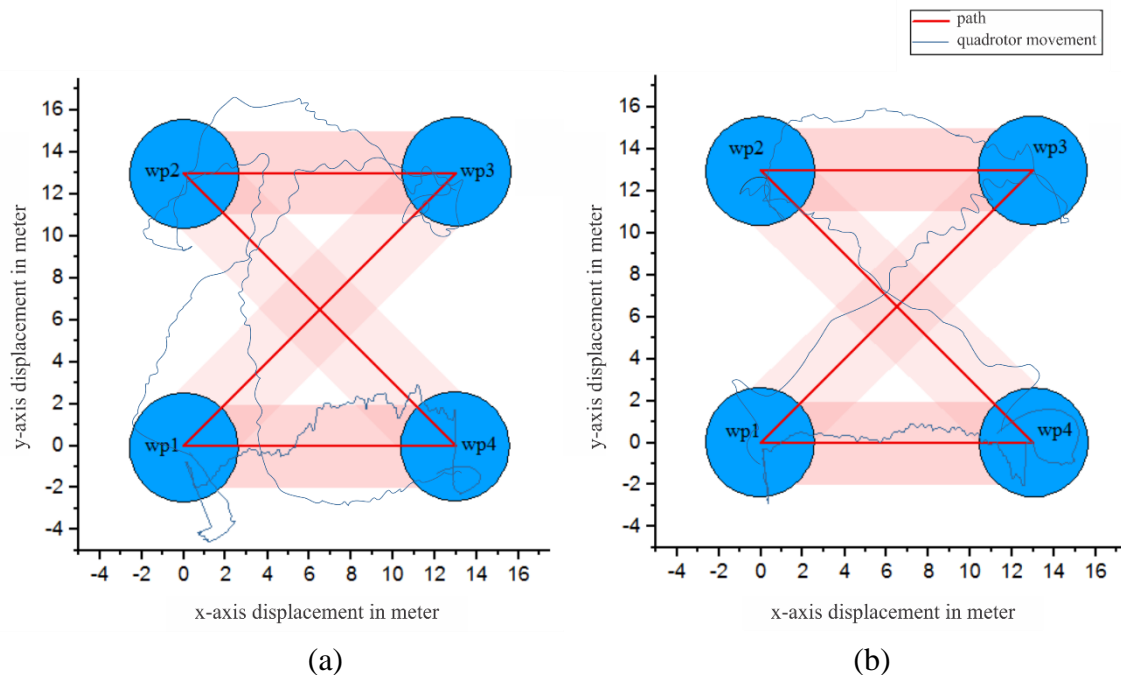 path
quadrotor movement
16
14
12
10
8
6
4
2
0
-2
-4
y-axis displacement in meter
wp2
wp3
wp1
wp4
-4 -2 0 2 4 6 8 10 12 14 16
x-axis displacement in meter
(a)
16
14
12
10
8
6
4
2
0
-2
-4
y-axis displacement in meter
wp2
wp3
wp1
wp4
-4 -2 0 2 4 6 8 10 12 14 16
x-axis displacement in meter
(b)